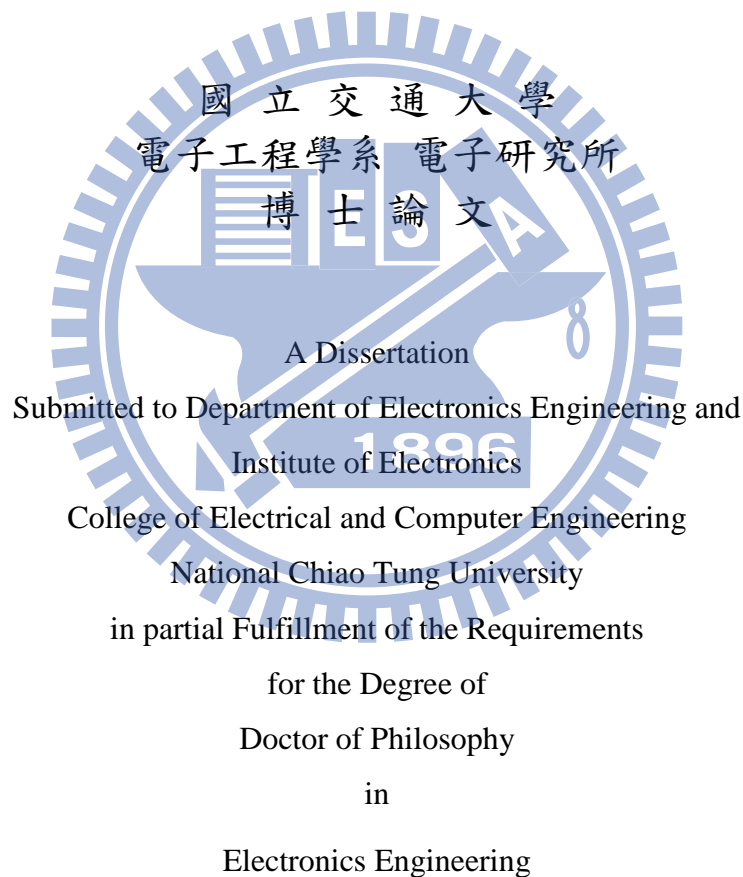 國 立 交 通 大 學
電子工程學系 電子研究所
博 士 論 文
E S A
8
A Dissertation
Submitted to Department of Electronics Engineering and
1896
Institute of Electronics
College of Electrical and Computer Engineering
National Chiao Tung University
in partial Fulfillment of the Requirements
for the Degree of
Doctor of Philosophy
in
Electronics Engineering